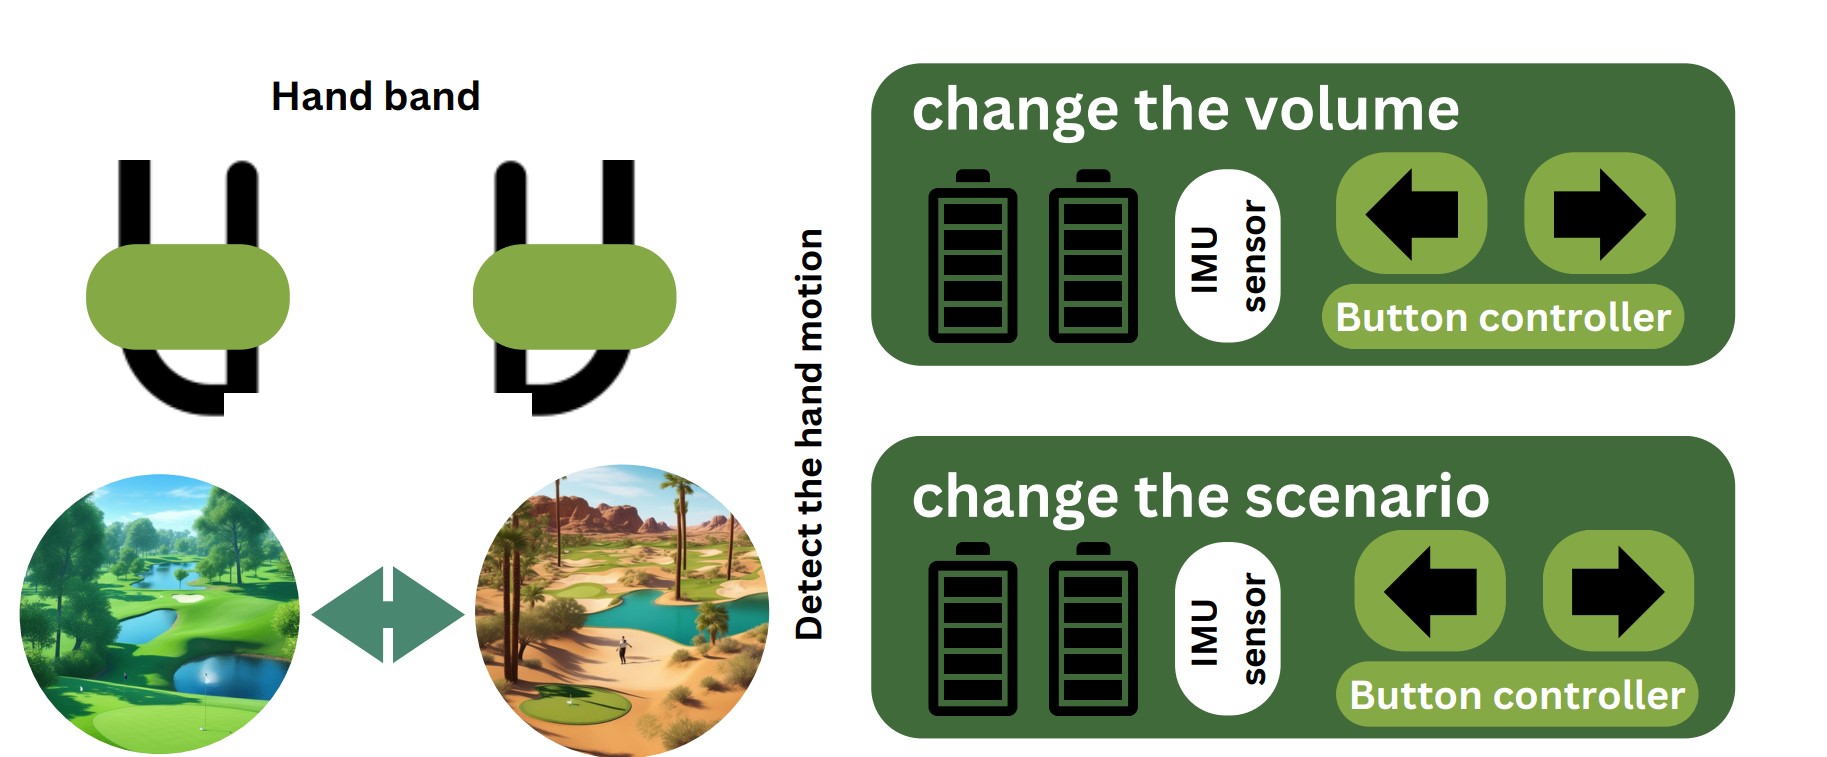 Hand band
Detect the hand motion
change the volume
IMU
sensor
Button controller
change the scenario
IMU
sensor
Button controller